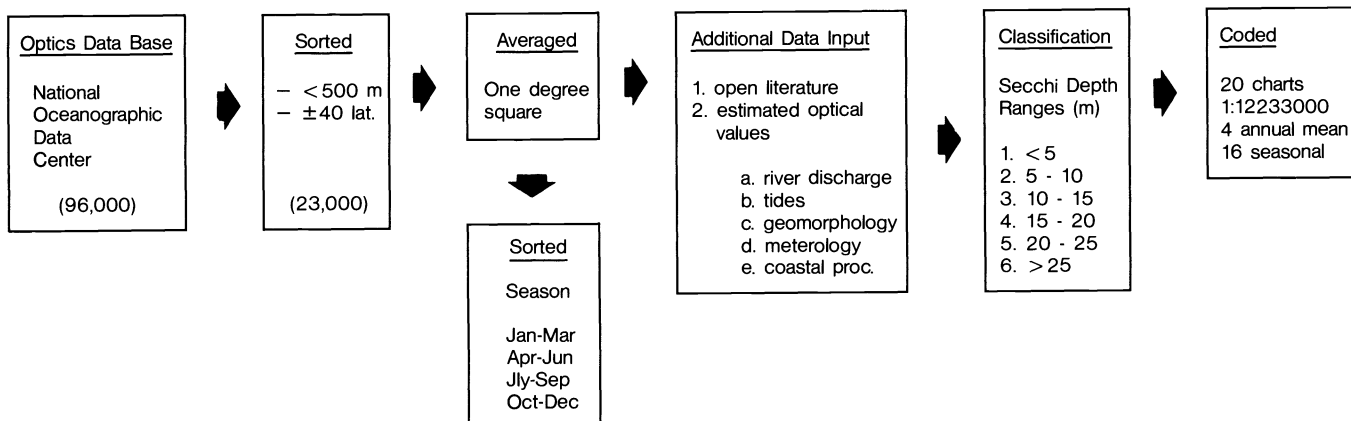 Optics Data Base
National
Oceanographic
Data
Center
(96,000)
Sorted
– <500 m
– ±40 lat.
(23,000)
Averaged
One degree
square
Sorted
Season
Jan-Mar
Apr-Jun
Jly-Sep
Oct-Dec
Additional Data Input
1. open literature
2. estimated optical
values
a. river discharge
b. tides
c. geomorphology
d. meterology
e. coastal proc.
Classification
Secchi Depth
Ranges (m)
1. <5
2. 5 - 10
3. 10 - 15
4. 15 - 20
5. 20 - 25
6. >25
Coded
20 charts
1:12233000
4 annual mean
16 seasonal